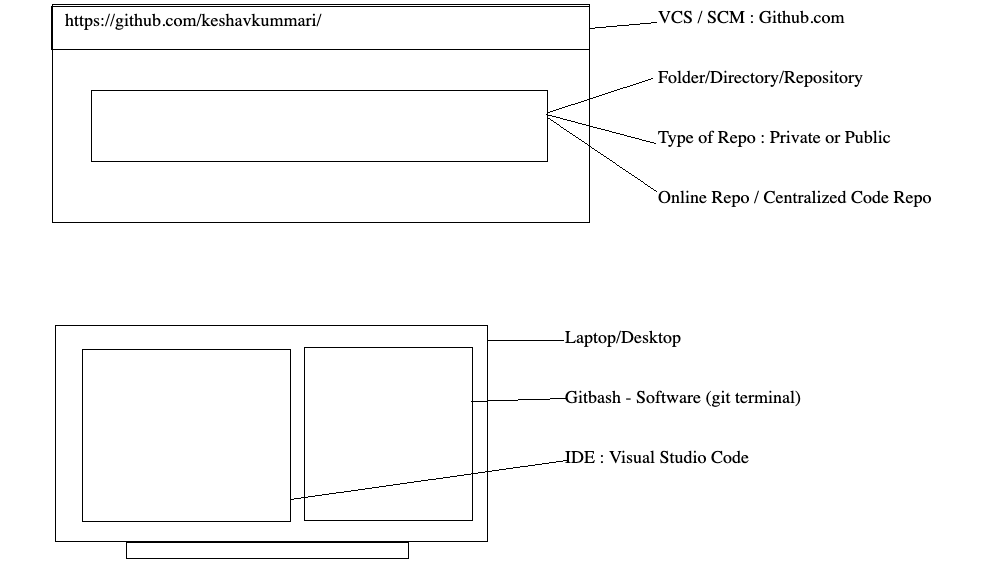 https://github.com/keshavkummari/
VCS / SCM : Github.com
Folder/Directory/Repository
Type of Repo : Private or Public
Online Repo / Centralized Code Repo
Laptop/Desktop
Gitbash - Software (git terminal)
IDE : Visual Studio Code